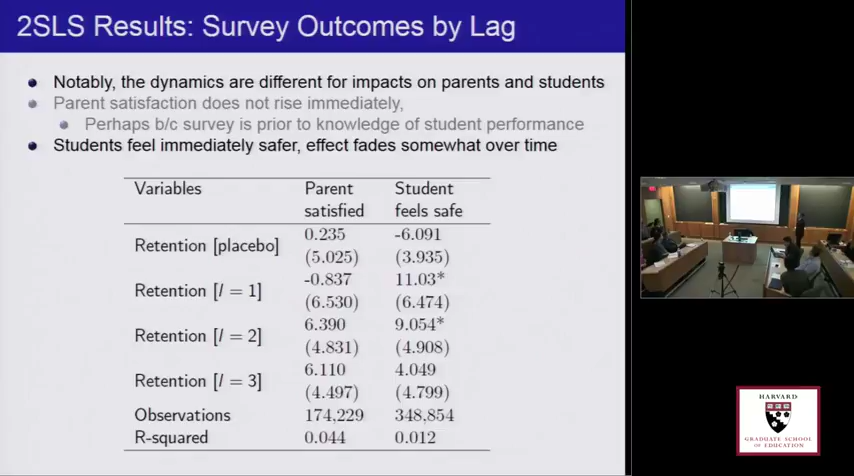 2SLS Results: Survey Outcomes by Lag
Notably, the dynamics are different for impacts on parents and students
Parent satisfaction does not rise immediately,
Perhaps b/c survey is prior to knowledge of student performance
Students feel immediately safer, effect fades somewhat over time
Variables Parent satisfied Student feels safe
Retention [placebo] 0.235 -6.091
(5.025) (3.935)
Retention [l = 1] -0.837 11.03*
(6.530) (6.474)
Retention [l = 2] 6.390 9.054*
(4.831) (4.908)
Retention [l = 3] 6.110 4.049
(4.497) (4.799)
Observations 174,229 348,854
R-squared 0.044 0.012
HARVARD
GRADUATE SCHOOL
OF EDUCATION